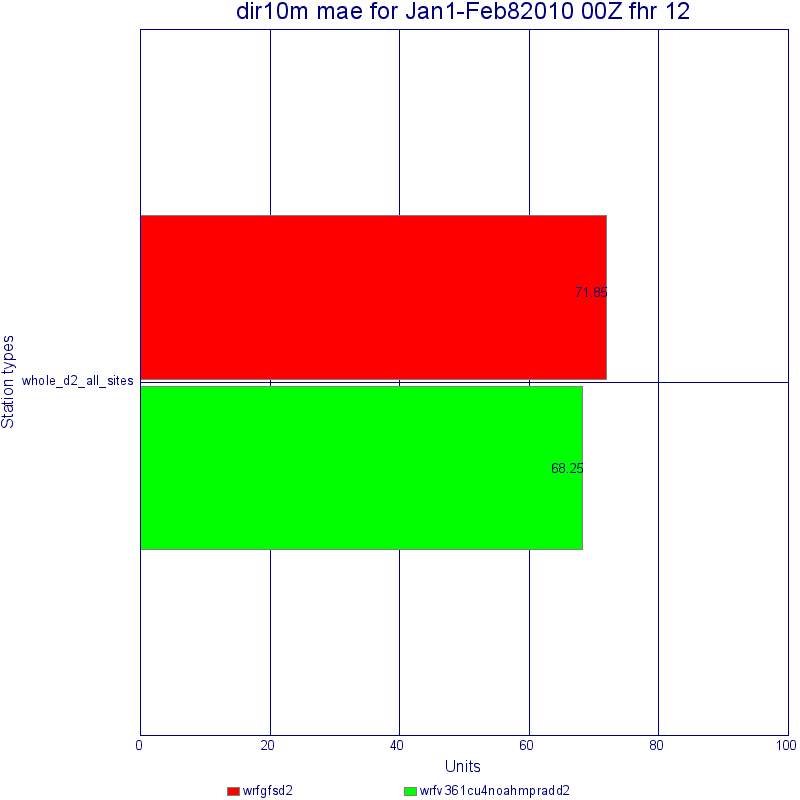 dir10m mae for Jan1-Feb82010 00Z fhr 12
71.85
Station types
whole_d2_all_sites
68.25
0 20 40 60 80 100
Units
wrfgfsd2 wrfv361cu4noahmpradd2